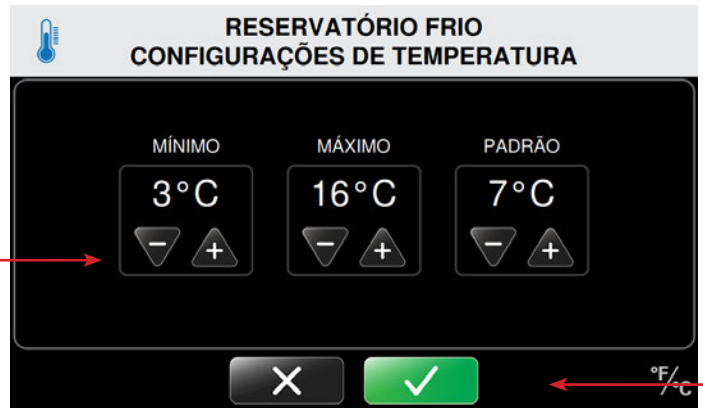 RESERVATÓRIO FRIO
CONFIGURAÇÕES DE TEMPERATURA
MÍNIMO MÁXIMO PADRÃO
3°C 16°C 7°C
- + - + - +
°F/°C